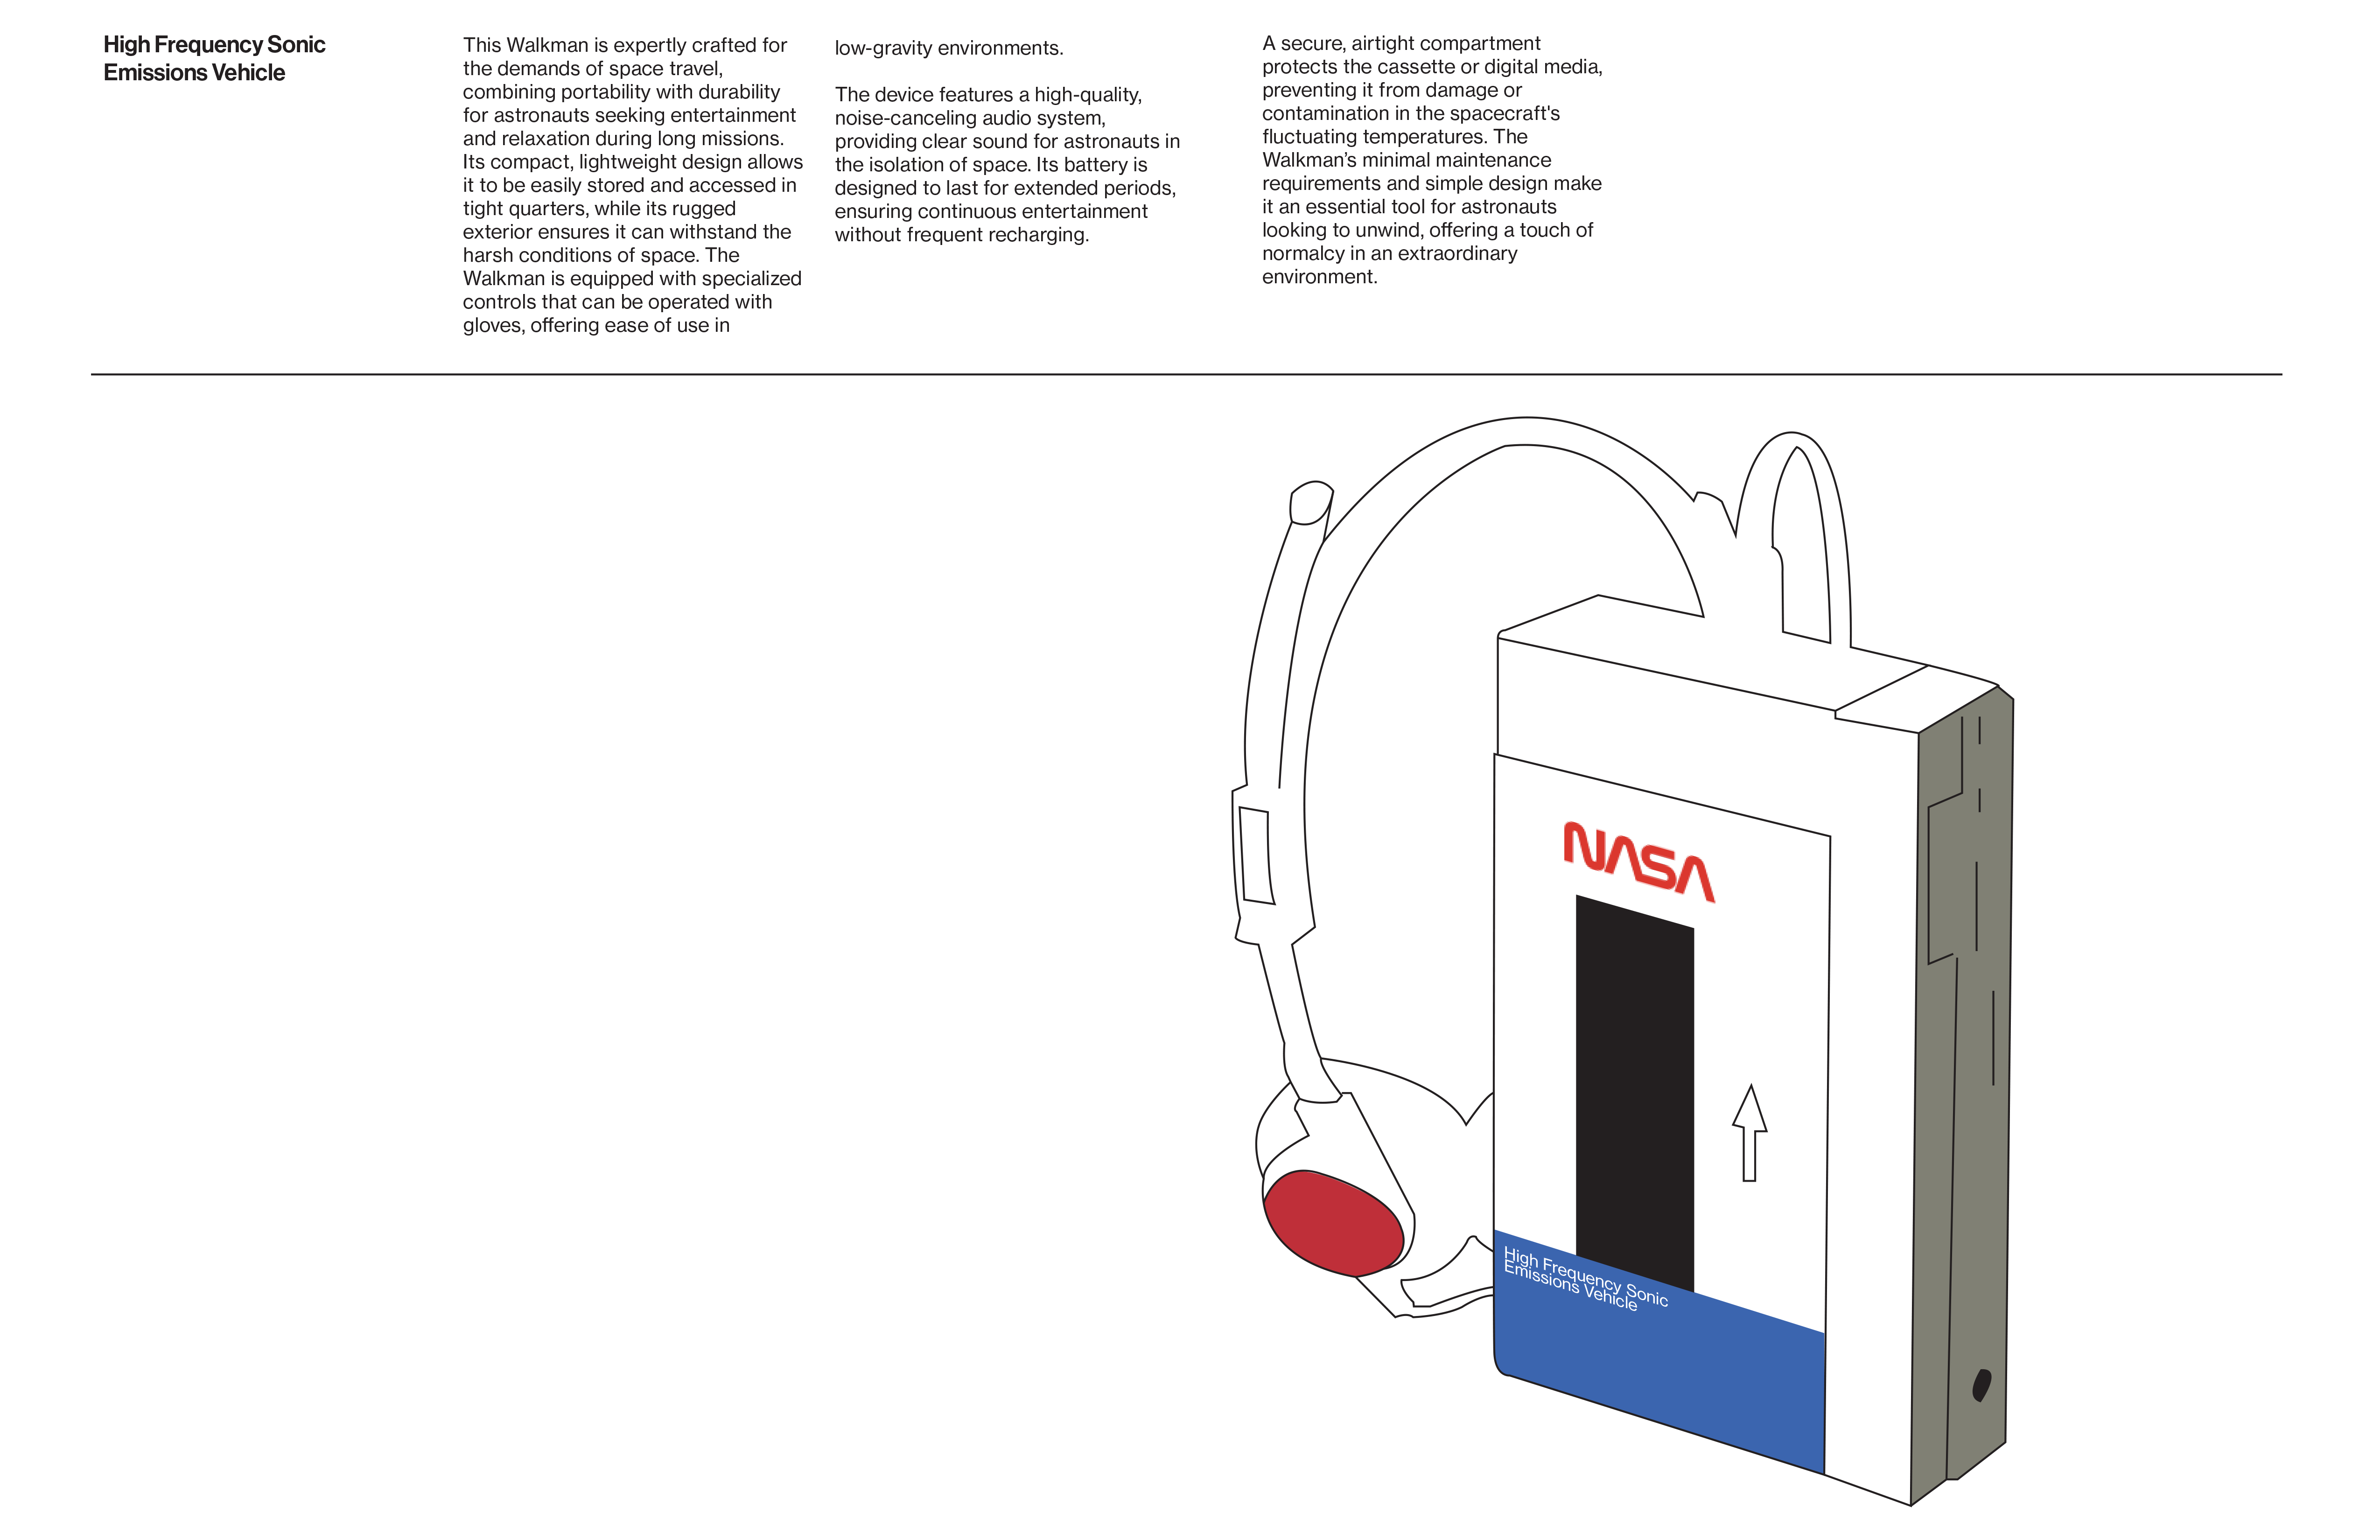 High Frequency Sonic
Emissions Vehicle
This Walkman is expertly crafted for
the demands of space travel,
combining portability with durability
for astronauts seeking entertainment
and relaxation during long missions.
Its compact, lightweight design allows
it to be easily stored and accessed in
tight quarters, while its rugged
exterior ensures it can withstand the
harsh conditions of space. The
Walkman is equipped with specialized
controls that can be operated with
gloves, offering ease of use in
low-gravity environments.
The device features a high-quality,
noise-canceling audio system,
providing clear sound for astronauts in
the isolation of space. Its battery is
designed to last for extended periods,
ensuring continuous entertainment
without frequent recharging.
A secure, airtight compartment
protects the cassette or digital media,
preventing it from damage or
contamination in the spacecraft's
fluctuating temperatures. The
Walkman’s minimal maintenance
requirements and simple design make
it an essential tool for astronauts
looking to unwind, offering a touch of
normalcy in an extraordinary
environment.
NASA
High Frequency Sonic
Emissions Vehicle